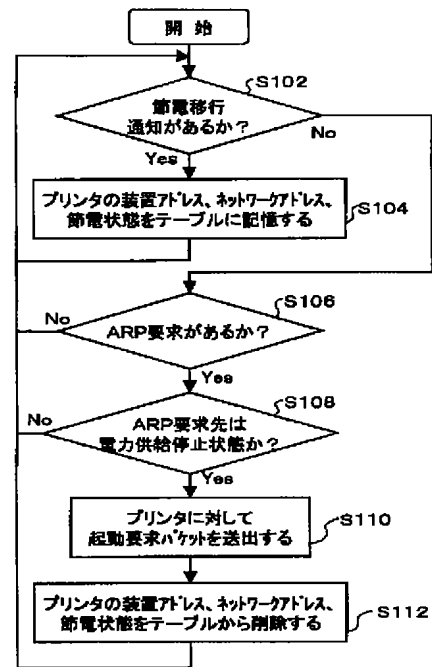 開始
S102
節電移行
通知があるか?
No
Yes
プリンタの装置アドレス、ネットワークアドレス、
節電状態をテーブルに記憶する
S104
S106
No
ARP要求があるか?
Yes
S108
No
ARP要求先は
電力供給停止状態か?
Yes
プリンタに対して
起動要求パケットを送出する
S110
プリンタの装置アドレス、ネットワークアドレス、
節電状態をテーブルから削除する
S112